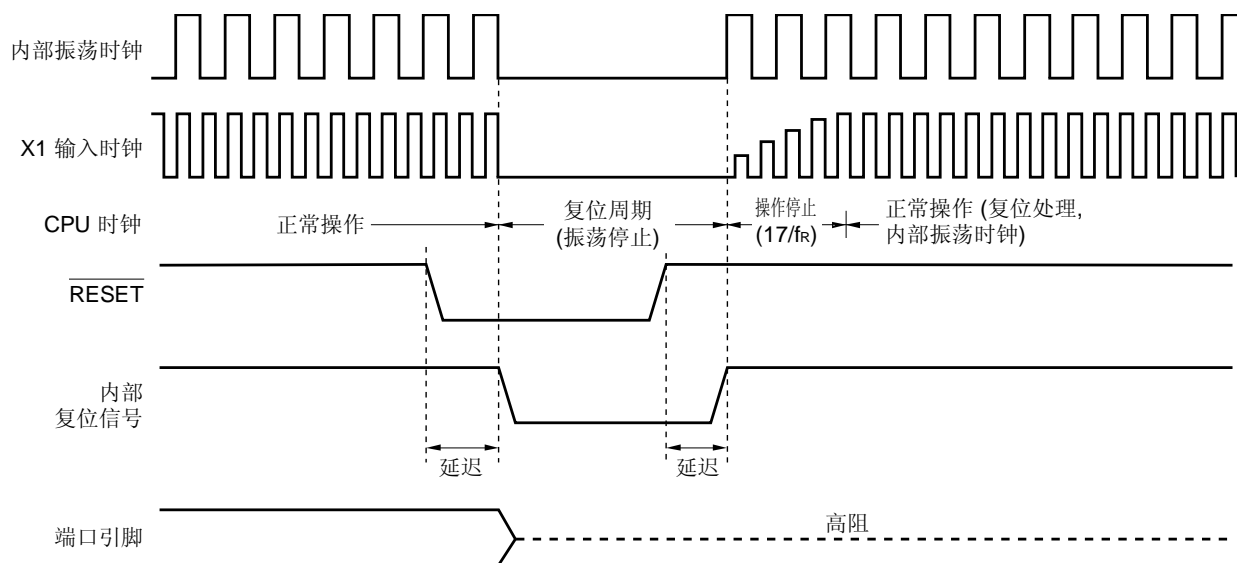 内部振荡时钟
X1 输入时钟
CPU 时钟
正常操作
复位周期
(振荡停止)
操作停止
(17/fR)
正常操作 (复位处理,
内部振荡时钟)
RESET
内部
复位信号
延迟
延迟
端口引脚
高阻